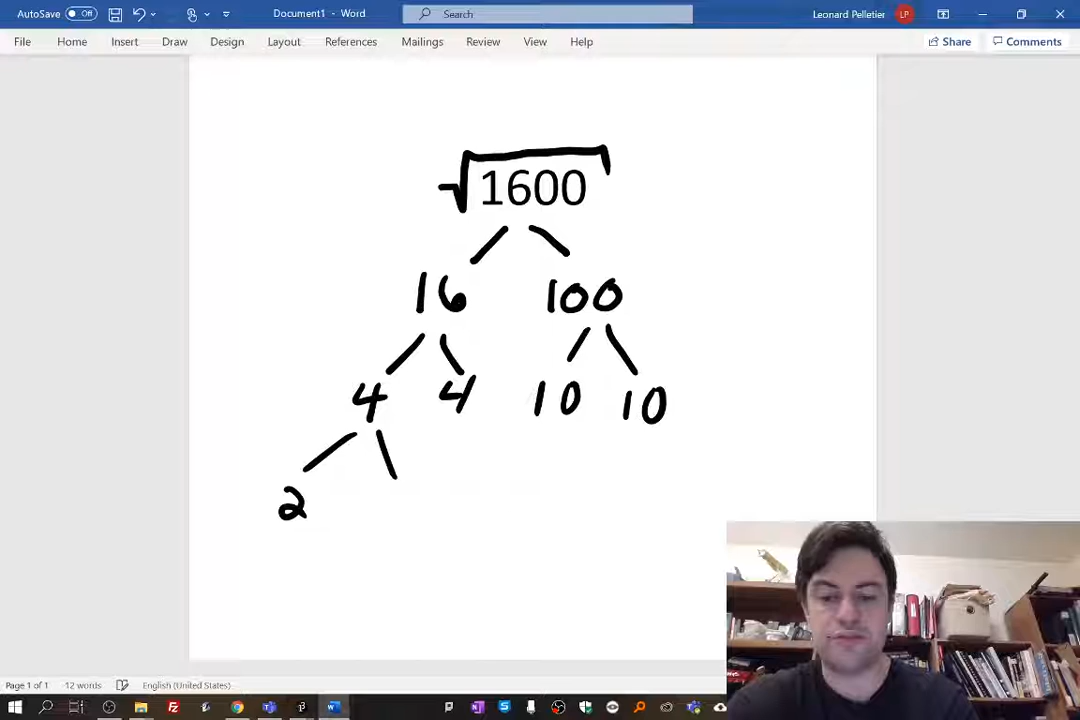 AutoSave Off Document1 - Word Search Leonard Pelletier LP
File Home Insert Draw Design Layout References Mailings Review View Help Share Comments
√1600
16 100
4 4 10 10
2
Page 1 of 1 12 words English (United States)